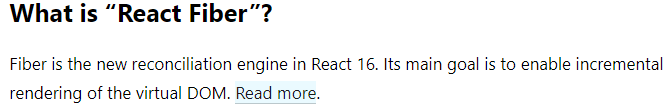 What is “React Fiber”?
Fiber is the new reconciliation engine in React 16. Its main goal is to enable incremental
rendering of the virtual DOM. Read more.